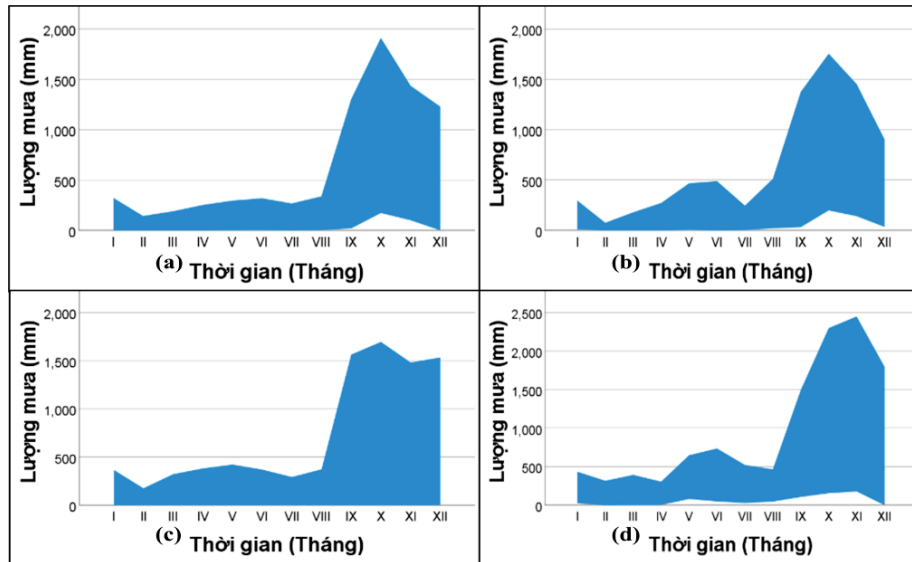 Lượng mưa (mm)
2,000
1,500
1,000
500
0
I II III IV V VI VII VIII IX X XI XII
(a) Thời gian (Tháng)
Lượng mưa (mm)
2,000
1,500
1,000
500
0
I II III IV V VI VII VIII IX X XI XII
(b) Thời gian (Tháng)
Lượng mưa (mm)
2,000
1,500
1,000
500
0
I II III IV V VI VII VIII IX X XI XII
(c) Thời gian (Tháng)
Lượng mưa (mm)
2,500
2,000
1,500
1,000
500
0
I II III IV V VI VII VIII IX X XI XII
(d) Thời gian (Tháng)